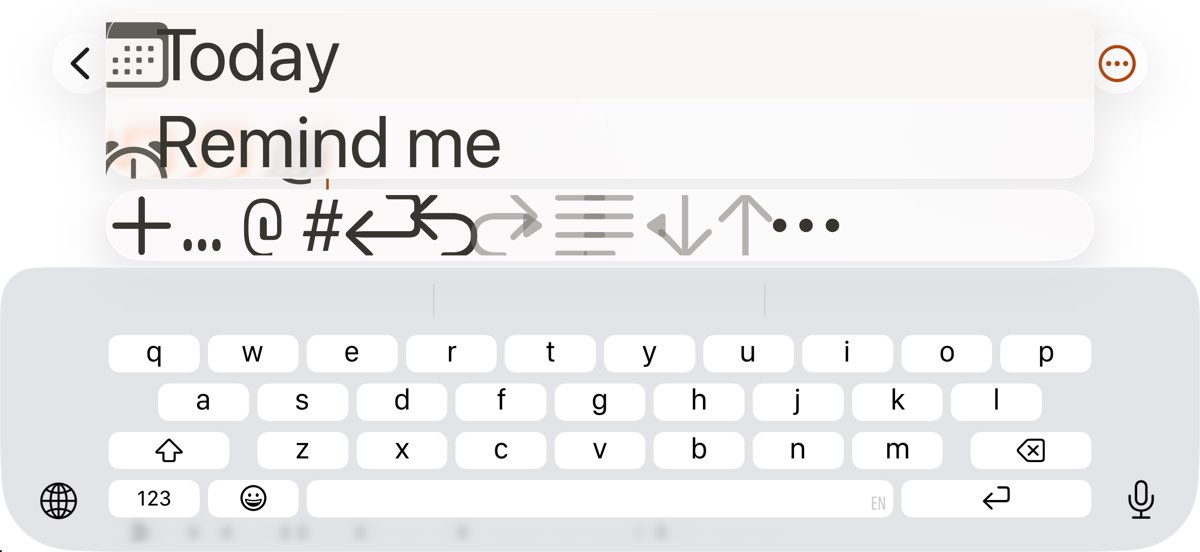 Today
Remind me
... @ #
q w e r t y u i o p
a s d f g h j k l
z x c v b n m
123 EN